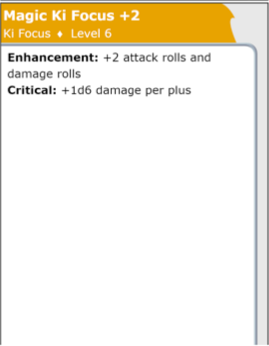 Magic Ki Focus +2
Ki Focus ♦ Level 6
Enhancement: +2 attack rolls and
damage rolls
Critical: +1d6 damage per plus